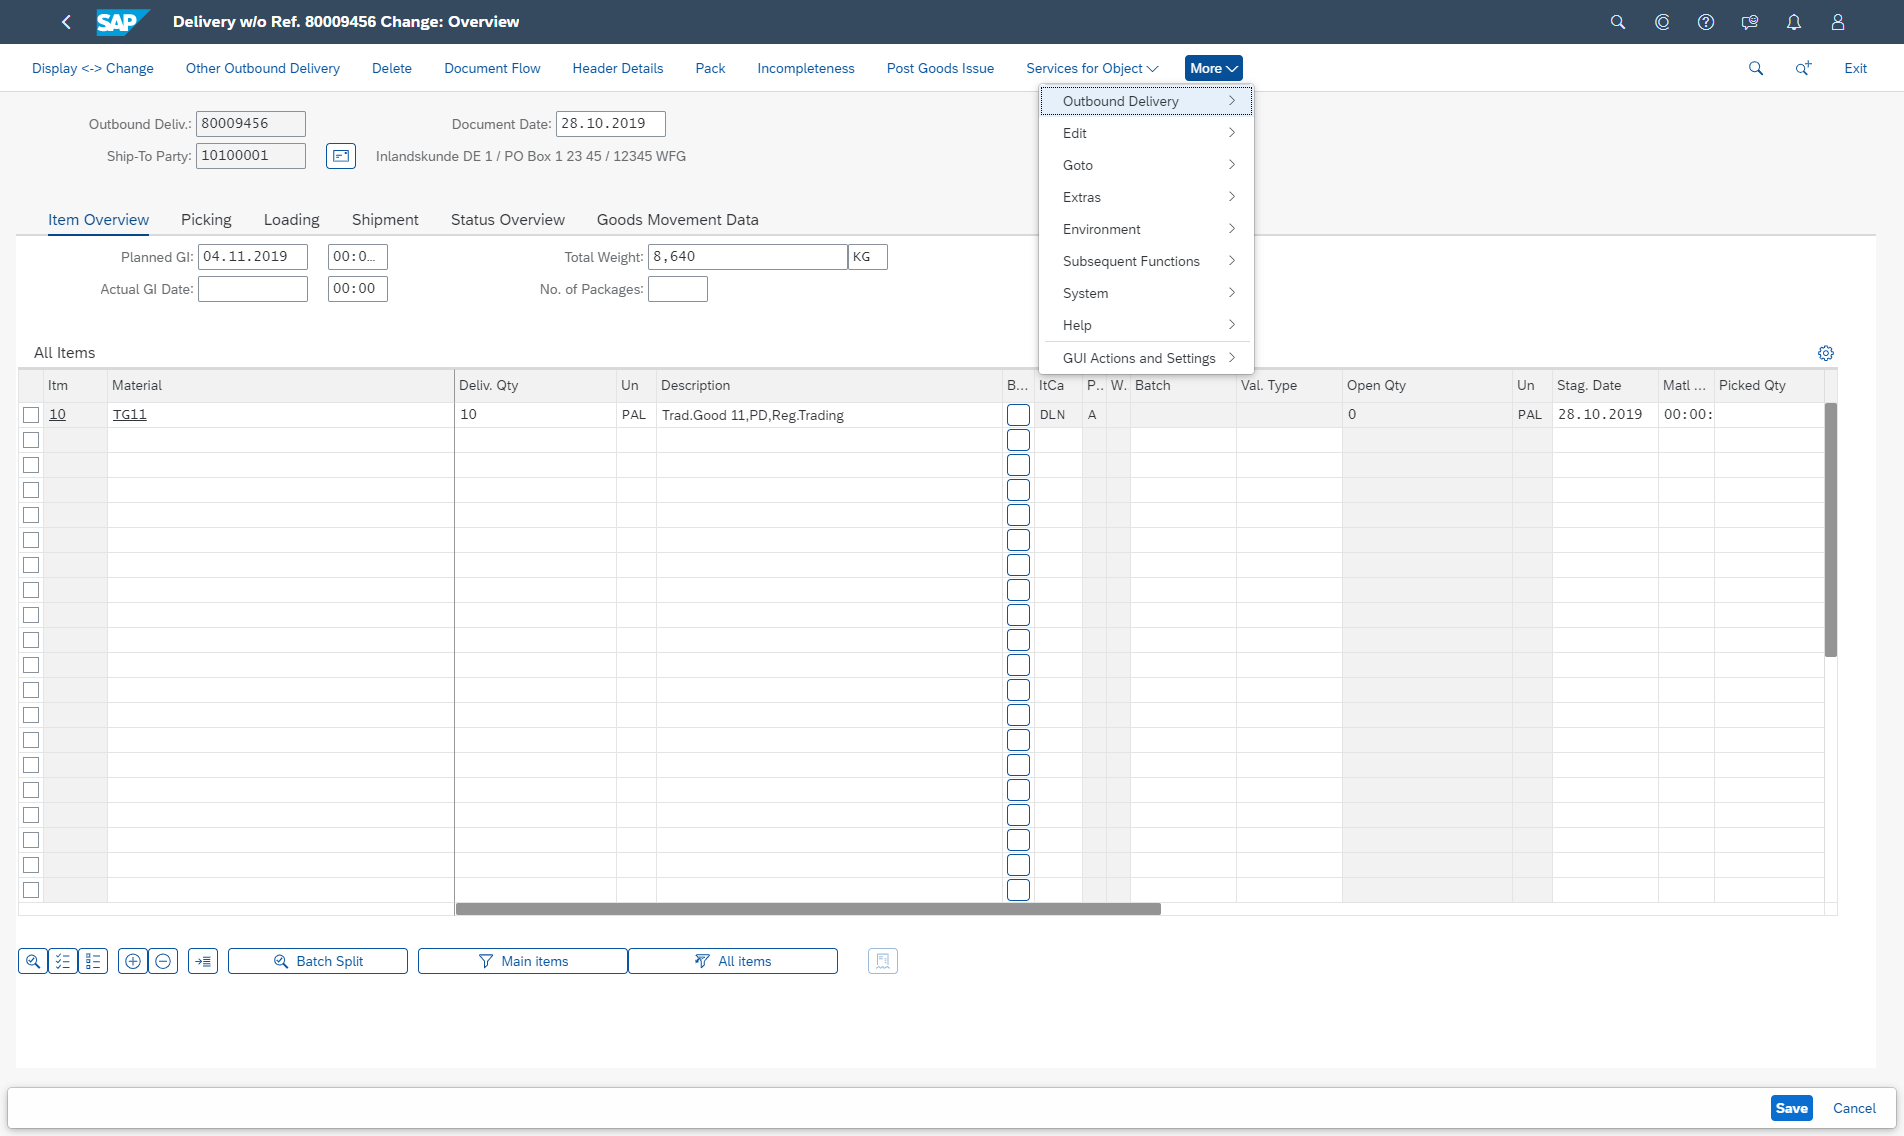 SAP Delivery w/o Ref. 80009456 Change: Overview
Display <-> Change Other Outbound Delivery Delete Document Flow Header Details Pack Incompleteness Post Goods Issue Services for Object More Exit
Outbound Delivery
Edit
Goto
Extras
Environment
Subsequent Functions
System
Help
GUI Actions and Settings
Outbound Deliv.: 80009456 Document Date: 28.10.2019
Ship-To Party: 10100001 Inlandskunde DE 1 / PO Box 1 23 45 / 12345 WFG
Item Overview Picking Loading Shipment Status Overview Goods Movement Data
Planned GI: 04.11.2019 00:0... Total Weight: 8,640 KG
Actual GI Date: 00:00 No. of Packages:
All Items
Itm Material Deliv. Qty Un Description B... ItCa P.. W. Batch Val. Type Open Qty Un Stag. Date Matl ... Picked Qty
10 TG11 10 PAL Trad.Good 11,PD,Reg.Trading DLN A 0 PAL 28.10.2019 00:00:
Batch Split Main items All items
Save Cancel